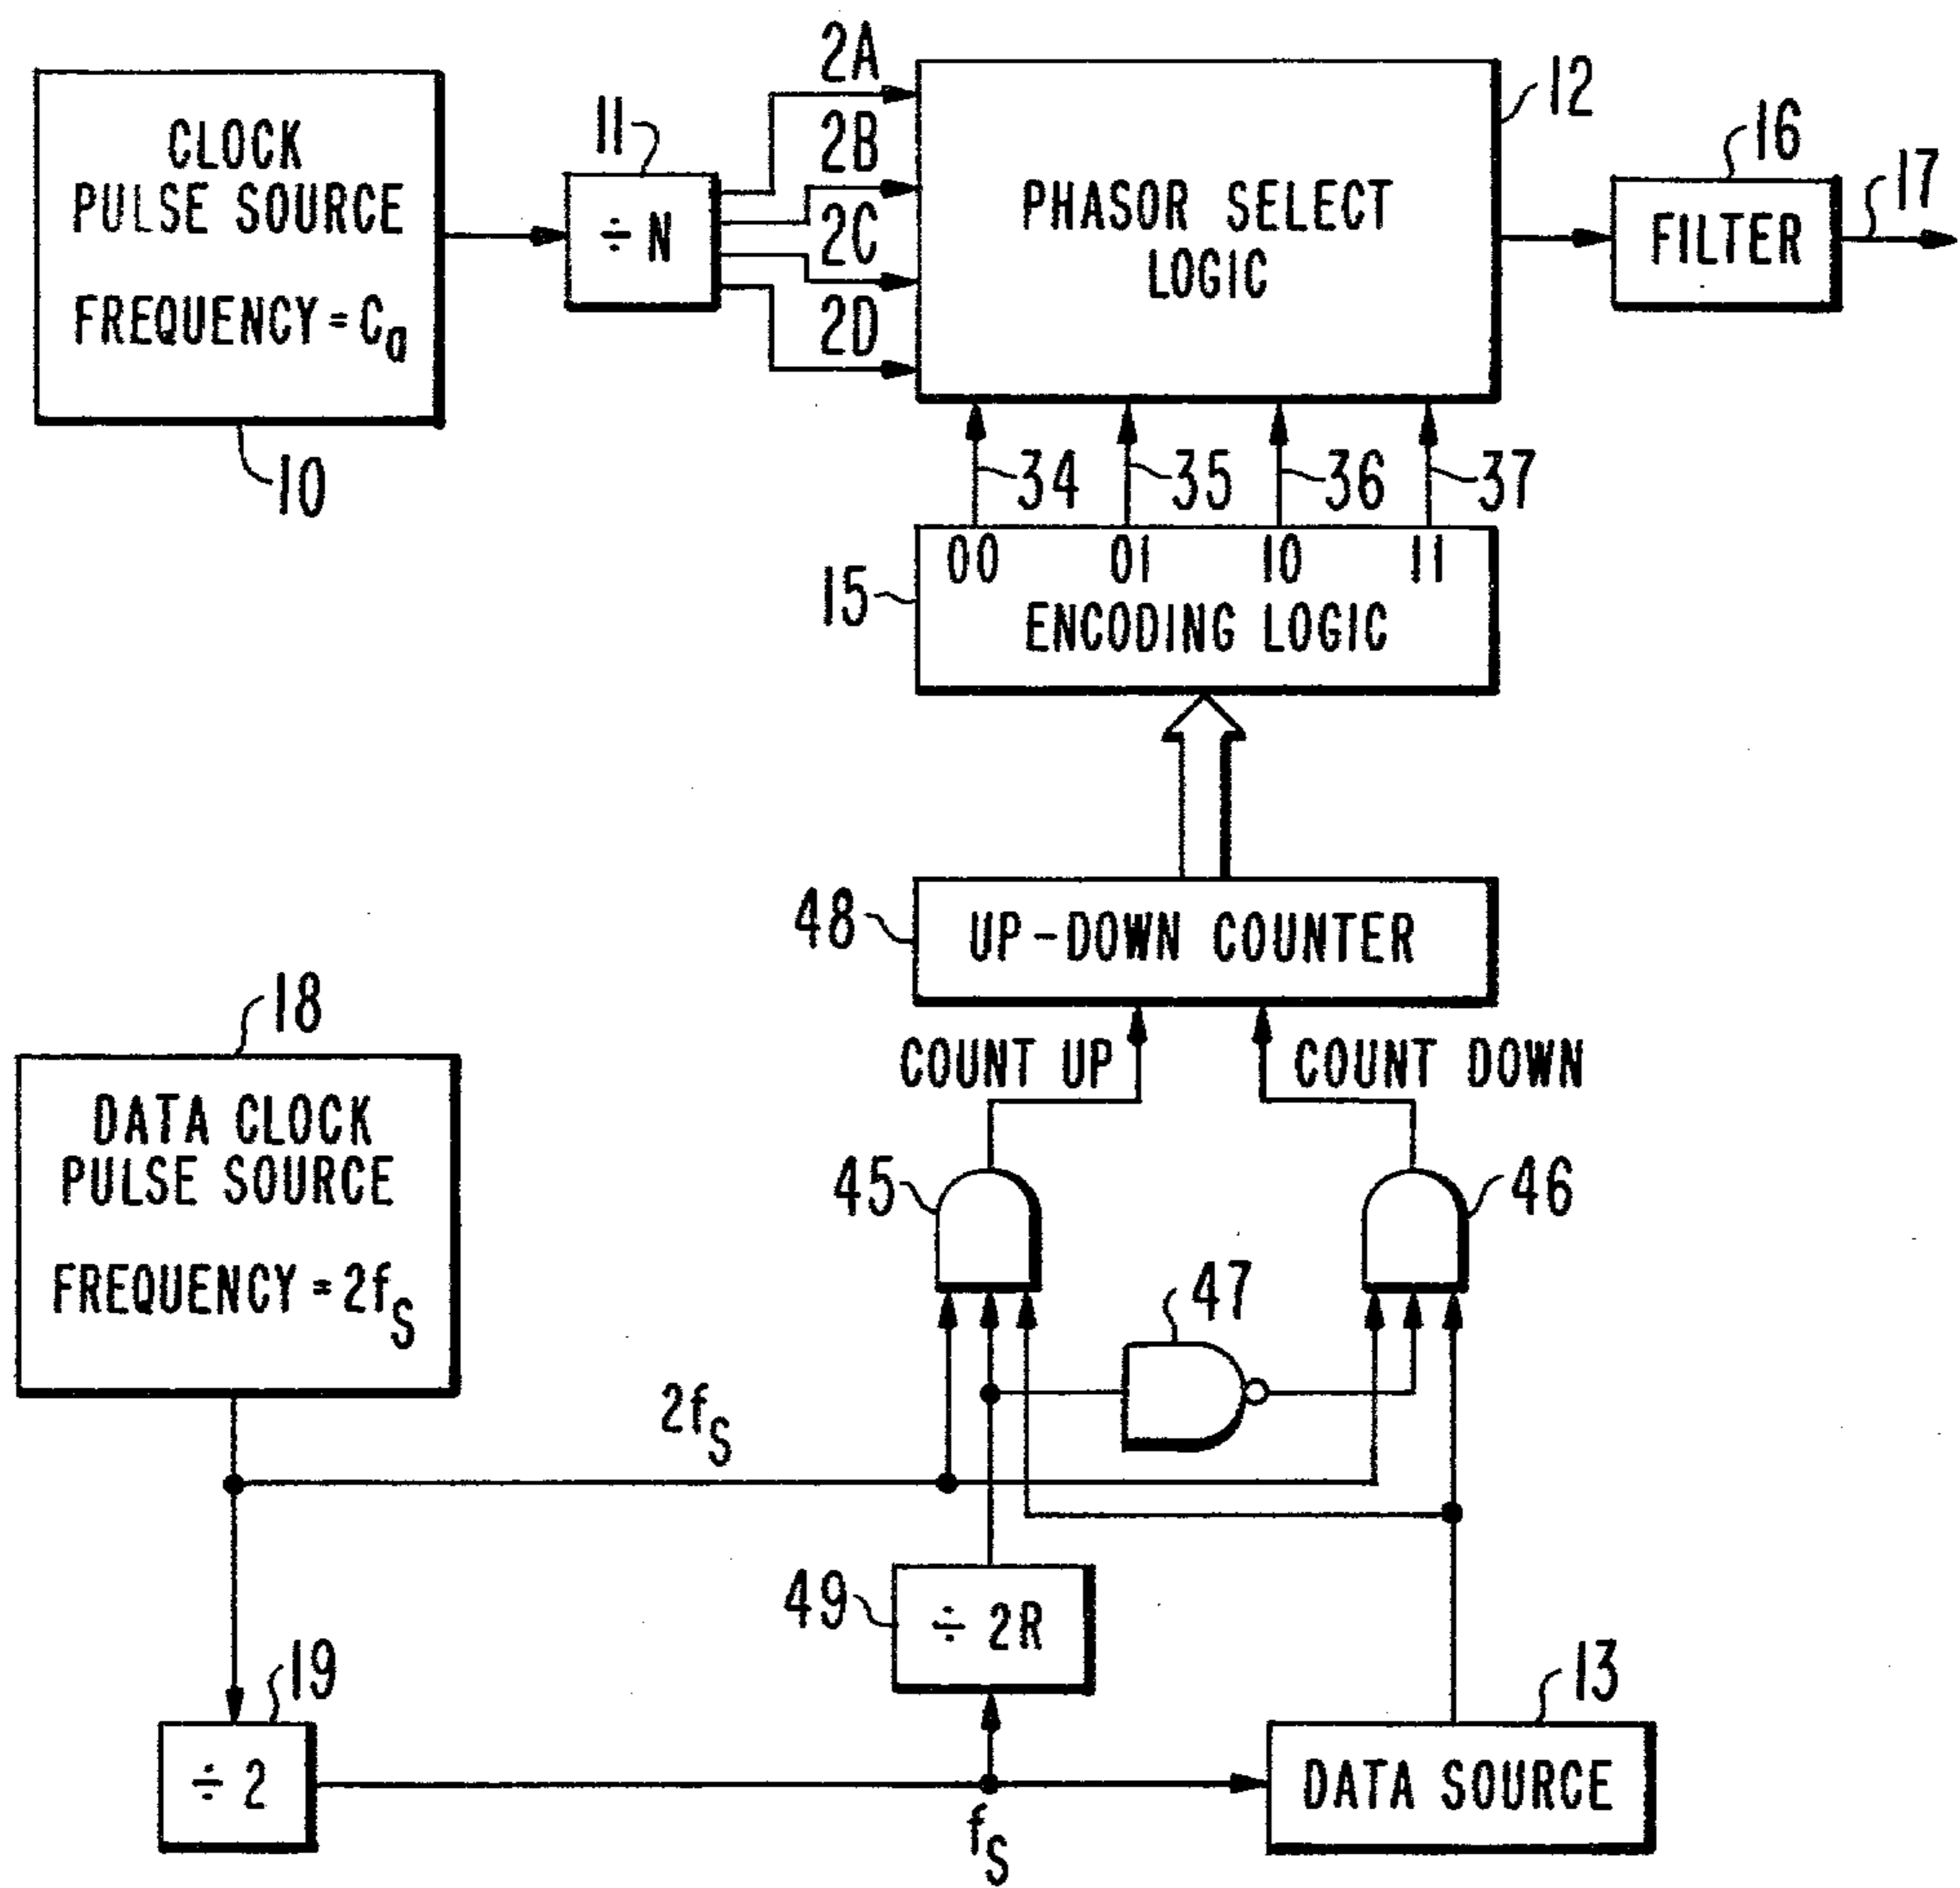 CLOCK
PULSE SOURCE
FREQUENCY = Ca
10
11
÷ N
2A
2B
2C
2D
PHASOR SELECT
LOGIC
12
16
FILTER
17
34
35
36
37
00 01 10 11
ENCODING LOGIC
15
48
UP-DOWN COUNTER
COUNT UP
COUNT DOWN
18
DATA CLOCK
PULSE SOURCE
FREQUENCY = 2fS
45
46
47
2fS
49
÷ 2R
19
÷ 2
fS
13
DATA SOURCE